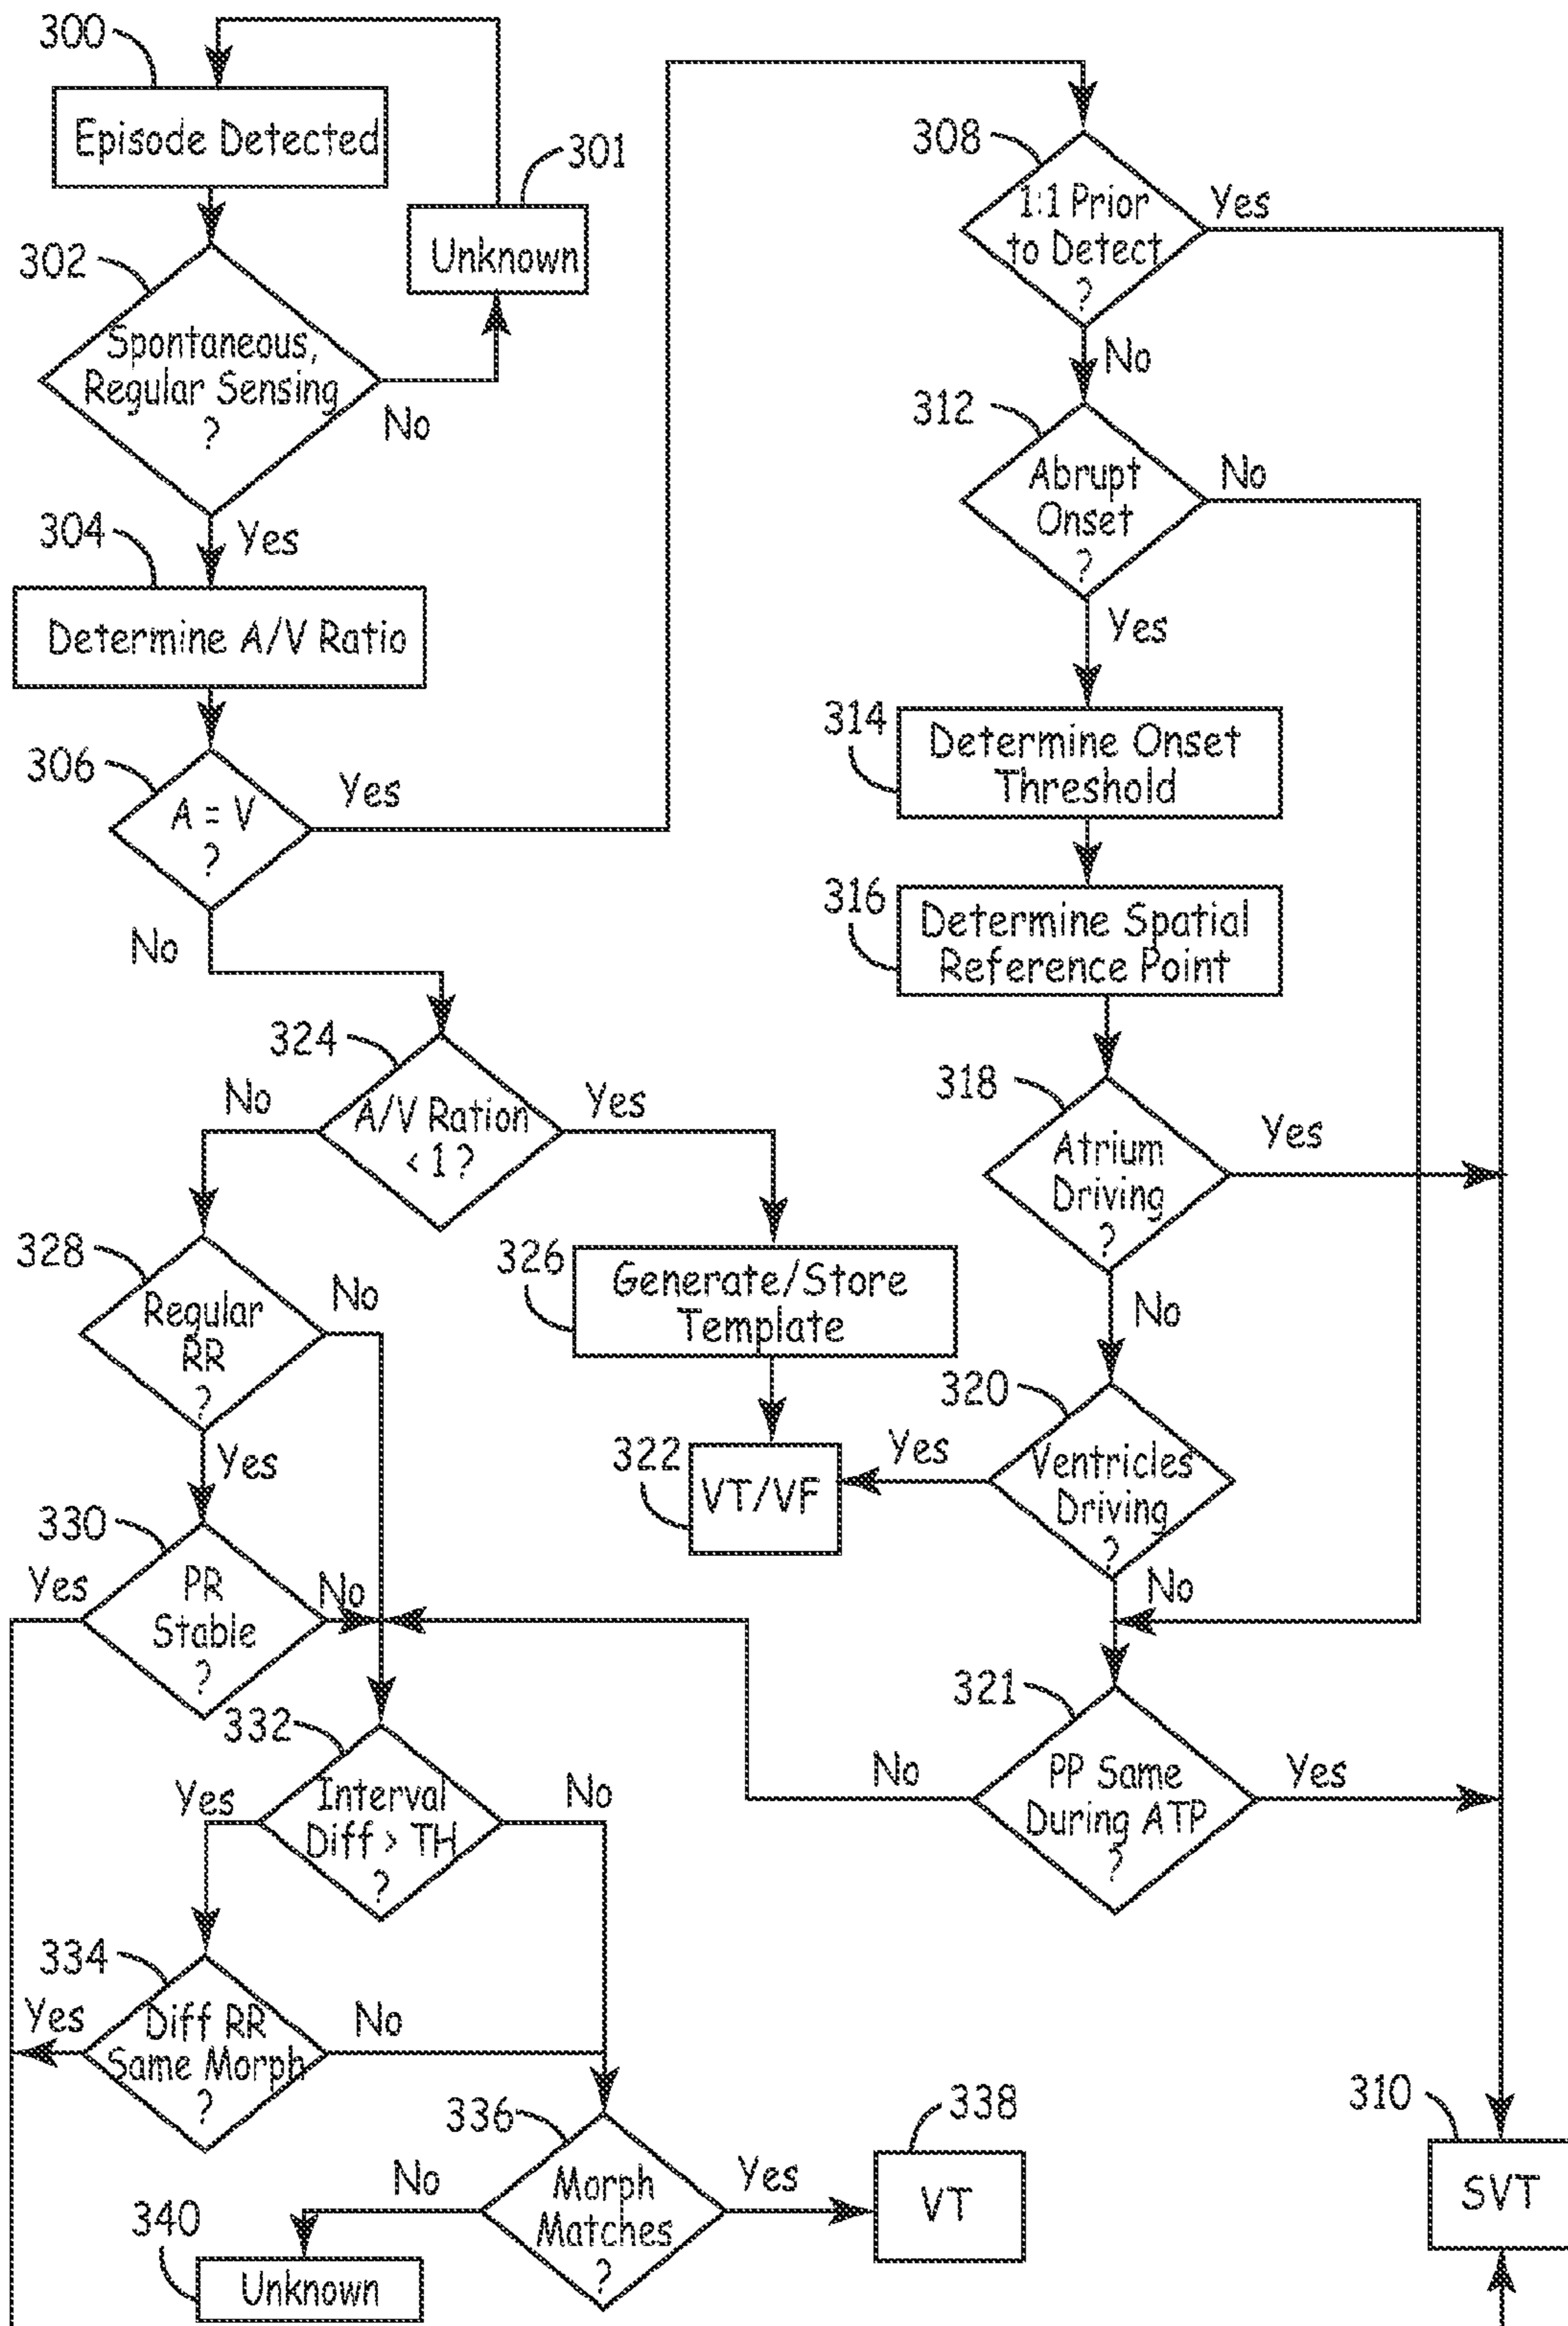 300
Episode Detected
301
Unknown
302
Spontaneous,
Regular Sensing
?
No
Yes
304
Determine A/V Ratio
306
A = V
?
Yes
No
308
1:1 Prior
to Detect
?
Yes
No
312
Abrupt
Onset
?
No
Yes
314
Determine Onset
Threshold
316
Determine Spatial
Reference Point
318
Atrium
Driving
?
Yes
No
320
Ventricles
Driving
?
Yes
No
322
VT/VF
324
A/V Ration
< 1 ?
No
Yes
326
Generate/Store
Template
328
Regular
RR
?
No
Yes
330
PR
Stable
?
Yes
No
321
PP Same
During ATP
?
No
Yes
332
Interval
Diff > TH
?
Yes
No
334
Diff RR
Same Morph
?
Yes
No
336
Morph
Matches
?
No
Yes
338
VT
340
Unknown
310
SVT